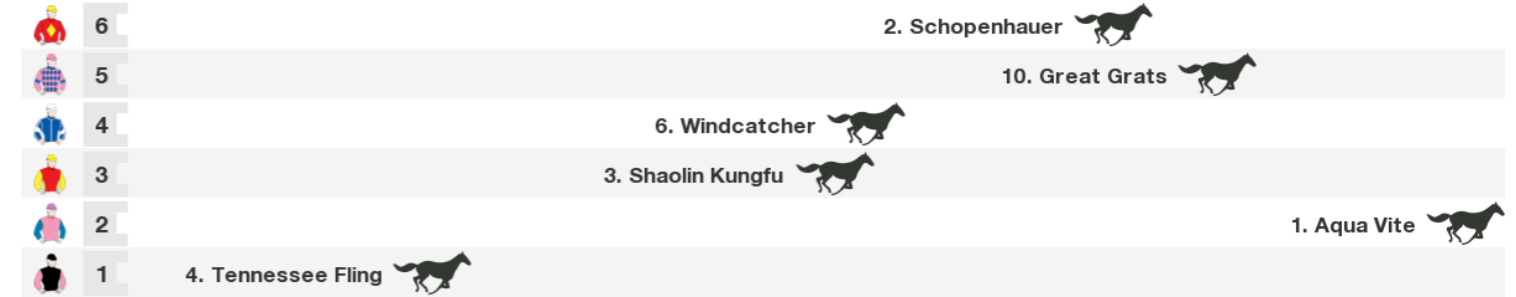 6 2. Schopenhauer
5 10. Great Grats
4 6. Windcatcher
3 3. Shaolin Kungfu
2 1. Aqua Vite
1 4. Tennessee Fling